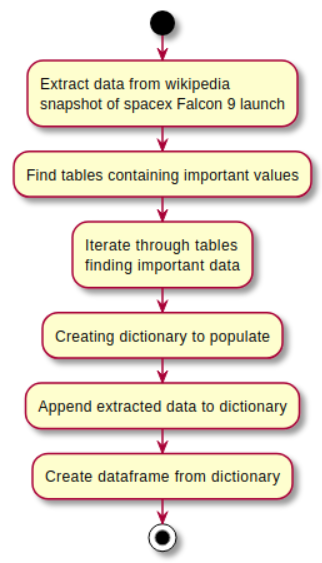 Extract data from wikipedia
snapshot of spacex Falcon 9 launch
Find tables containing important values
Iterate through tables
finding important data
Creating dictionary to populate
Append extracted data to dictionary
Create dataframe from dictionary